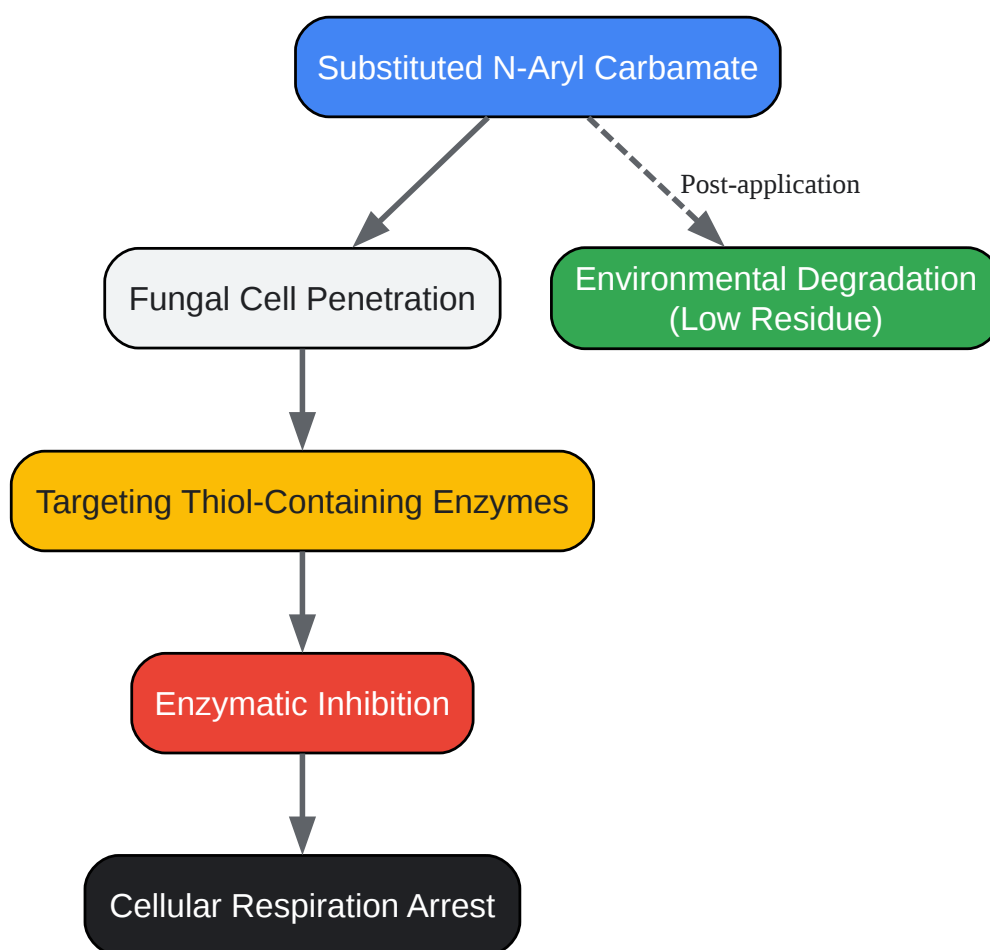 Substituted N-Aryl Carbamate
Post-application
Fungal Cell Penetration
Environmental Degradation
(Low Residue)
Targeting Thiol-Containing Enzymes
Enzymatic Inhibition
Cellular Respiration Arrest